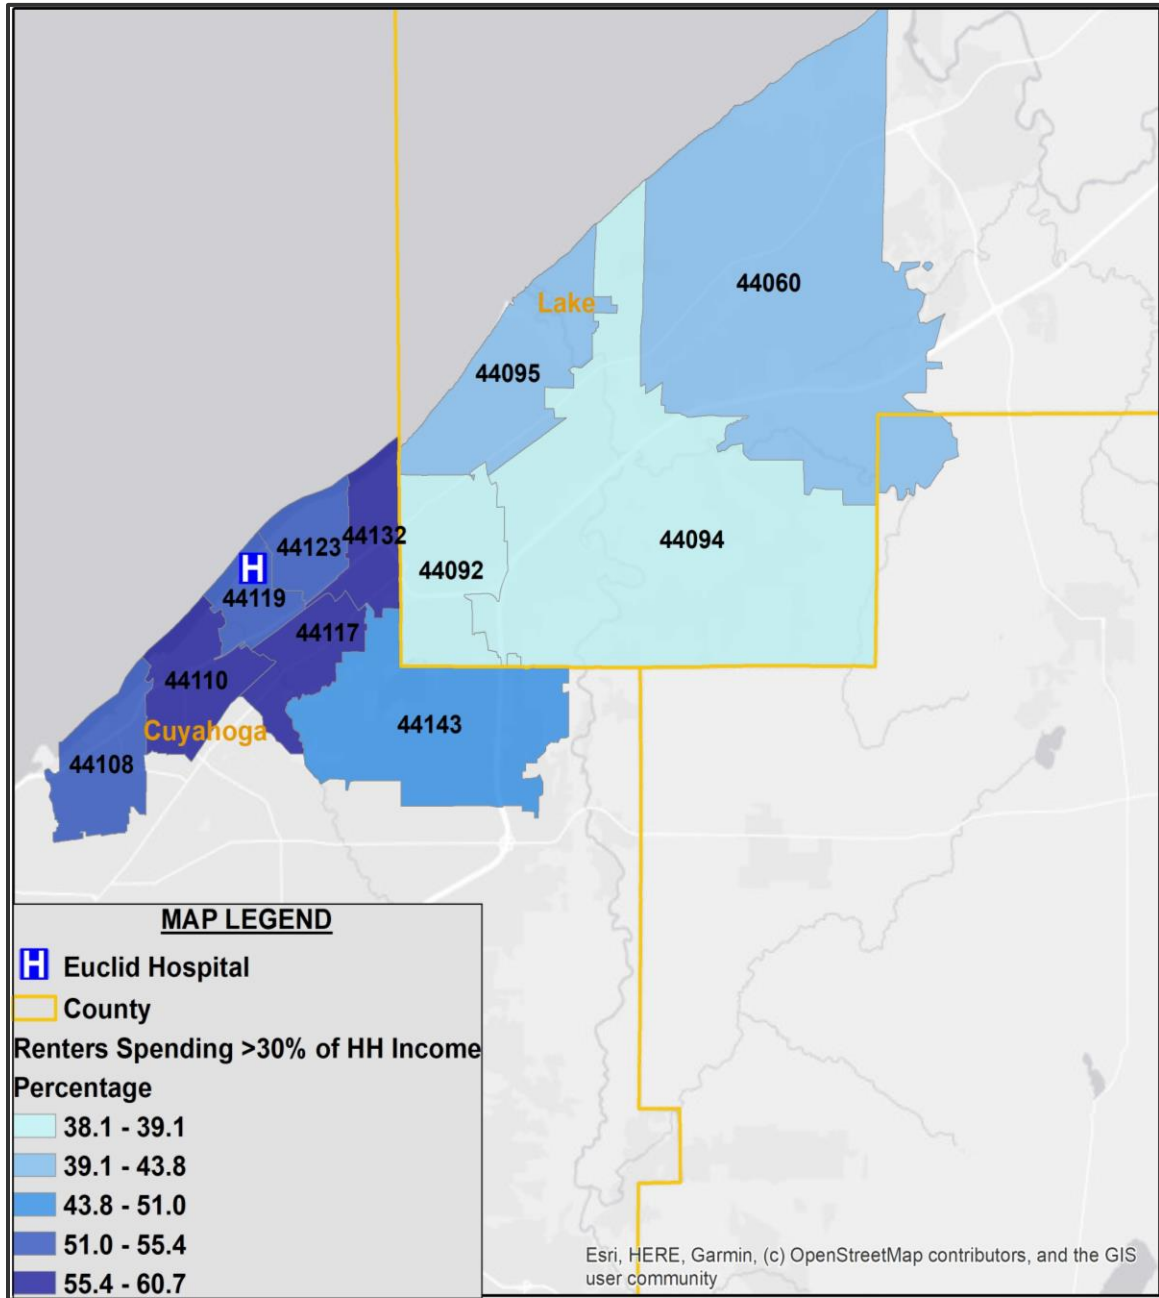 44060
Lake
44095
44132
44123
44094
44092
44119
44117
44110
Cuyahoga
44143
44108
MAP LEGEND
H Euclid Hospital
County
Renters Spending >30% of HH Income
Percentage
38.1 - 39.1
39.1 - 43.8
43.8 - 51.0
51.0 - 55.4
55.4 - 60.7
H
Esri, HERE, Garmin, (c) OpenStreetMap contributors, and the GIS
user community